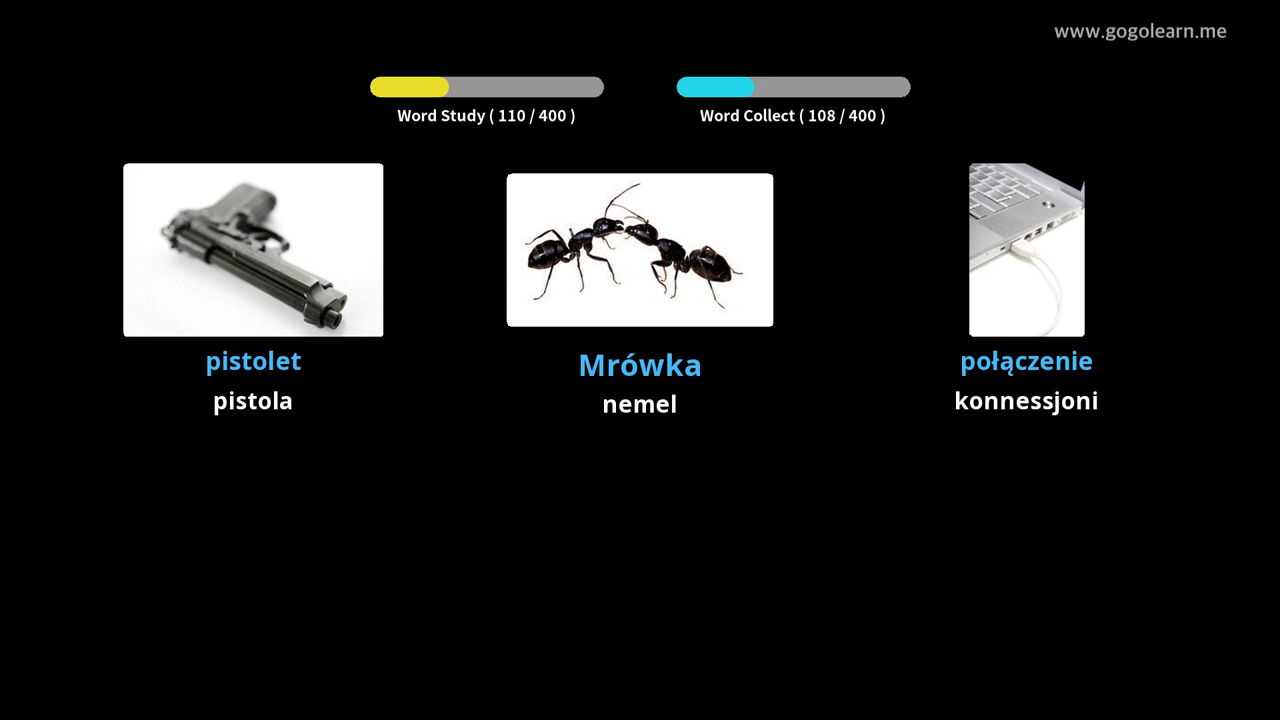 www.gogolearn.me
Word Study ( 110 / 400 )
Word Collect ( 108 / 400 )
pistolet
pistola
Mrówka
nemel
połączenie
konnessjoni